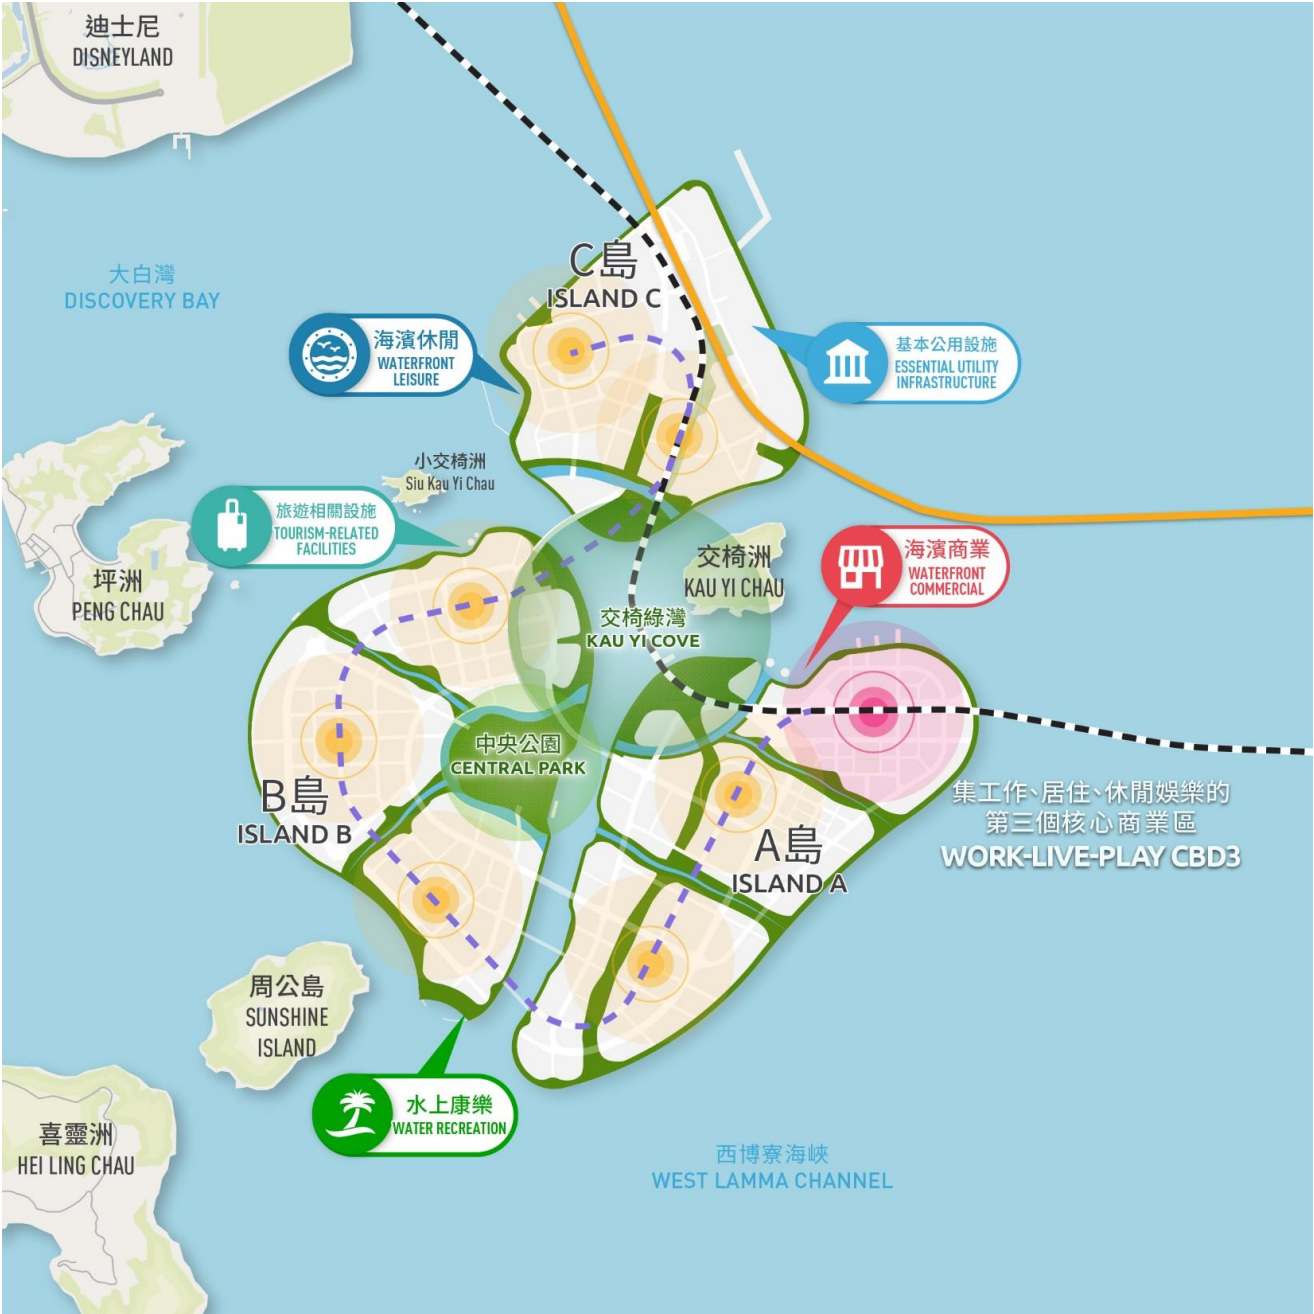 迪士尼
DISNEYLAND
C島
ISLAND C
大白灣
DISCOVERY BAY
海濱休閒
WATERFRONT
LEISURE
基本公用設施
ESSENTIAL UTILITY
INFRASTRUCTURE
小交椅洲
Siu Kau Yi Chau
旅遊相關設施
TOURISM-RELATED
FACILITIES
交椅洲
KAU YI CHAU
海濱商業
WATERFRONT
COMMERCIAL
坪洲
PENG CHAU
交椅綠灣
KAU YI COVE
中央公園
CENTRAL PARK
B島
ISLAND B
集工作、居住、休閒娛樂的
第三個核心商業區
WORK-LIVE-PLAY CBD3
A島
ISLAND A
周公島
SUNSHINE
ISLAND
水上康樂
WATER RECREATION
喜靈洲
HEI LING CHAU
西博寮海峽
WEST LAMMA CHANNEL